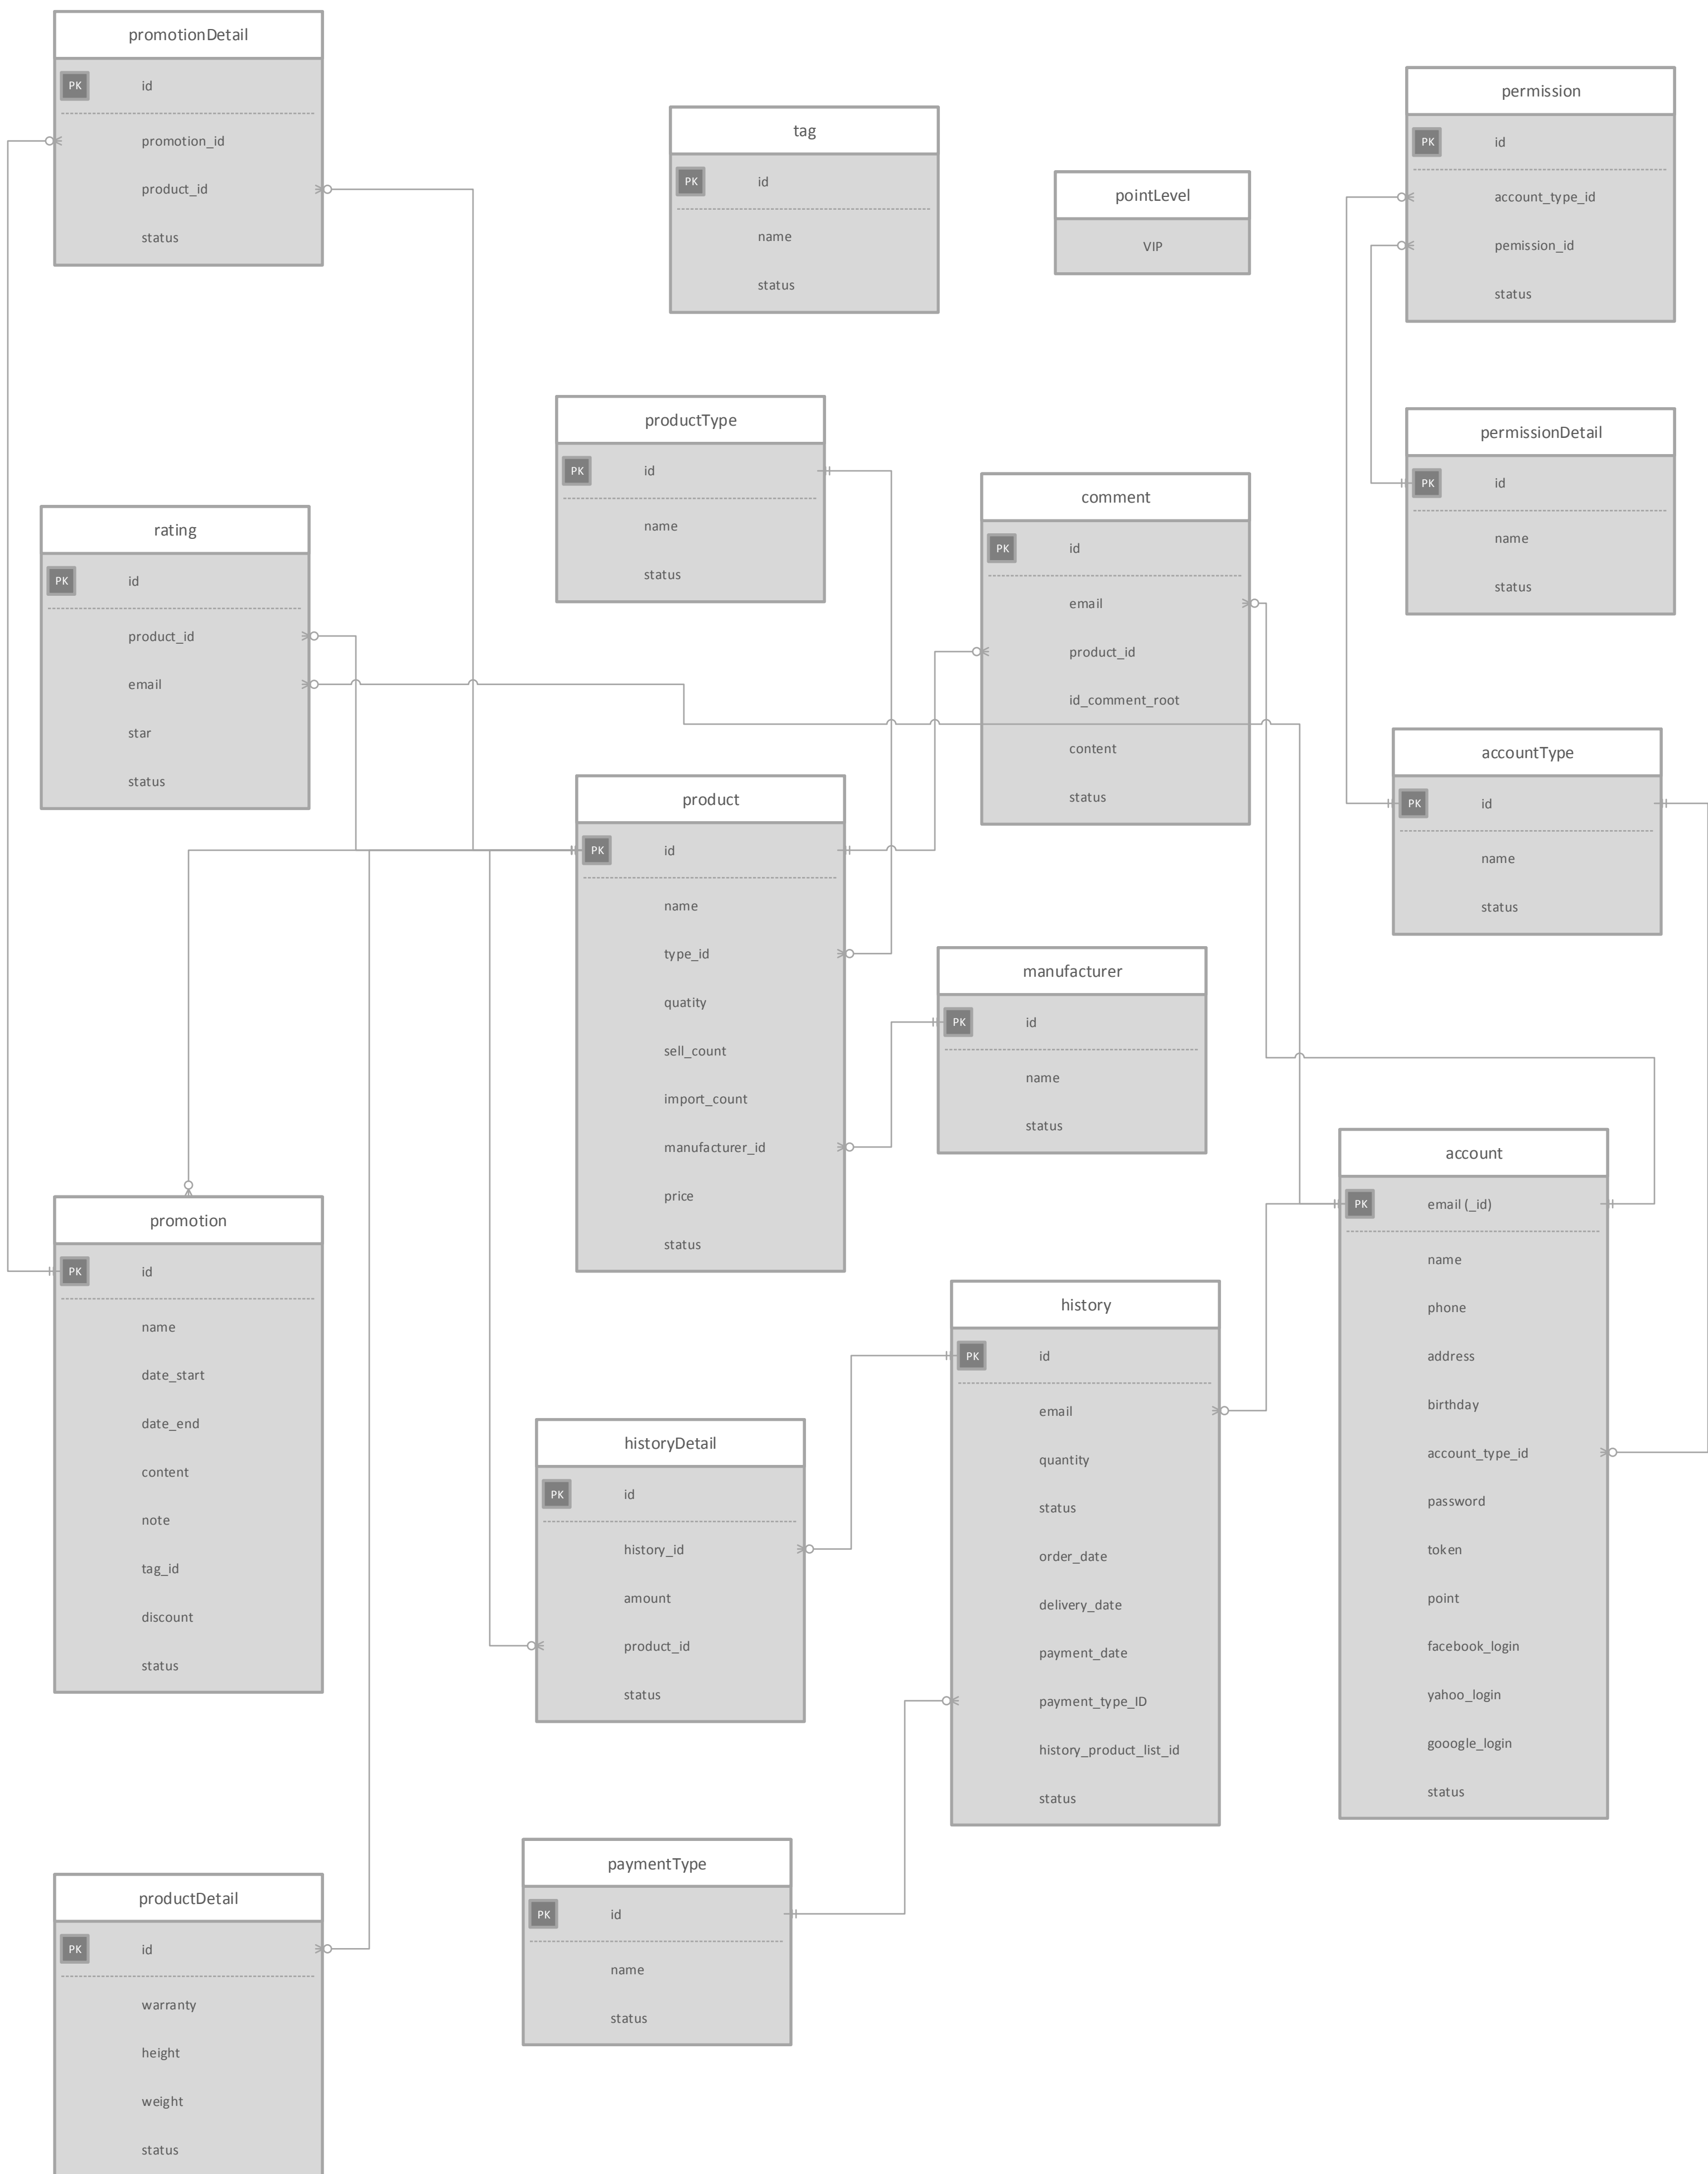 promotionDetail
PK id
promotion_id
product_id
status
tag
PK id
name
status
pointLevel
VIP
permission
PK id
account_type_id
pemission_id
status
productType
PK id
name
status
permissionDetail
PK id
name
status
rating
PK id
product_id
email
star
status
comment
PK id
email
product_id
id_comment_root
content
status
accountType
PK id
name
status
product
PK id
name
type_id
quatity
sell_count
import_count
manufacturer_id
price
status
manufacturer
PK id
name
status
account
PK email (_id)
name
phone
address
birthday
account_type_id
password
token
point
facebook_login
yahoo_login
gooogle_login
status
promotion
PK id
name
date_start
date_end
content
note
tag_id
discount
status
history
PK id
email
quantity
status
order_date
delivery_date
payment_date
payment_type_ID
history_product_list_id
status
historyDetail
PK id
history_id
amount
product_id
status
paymentType
PK id
name
status
productDetail
PK id
warranty
height
weight
status